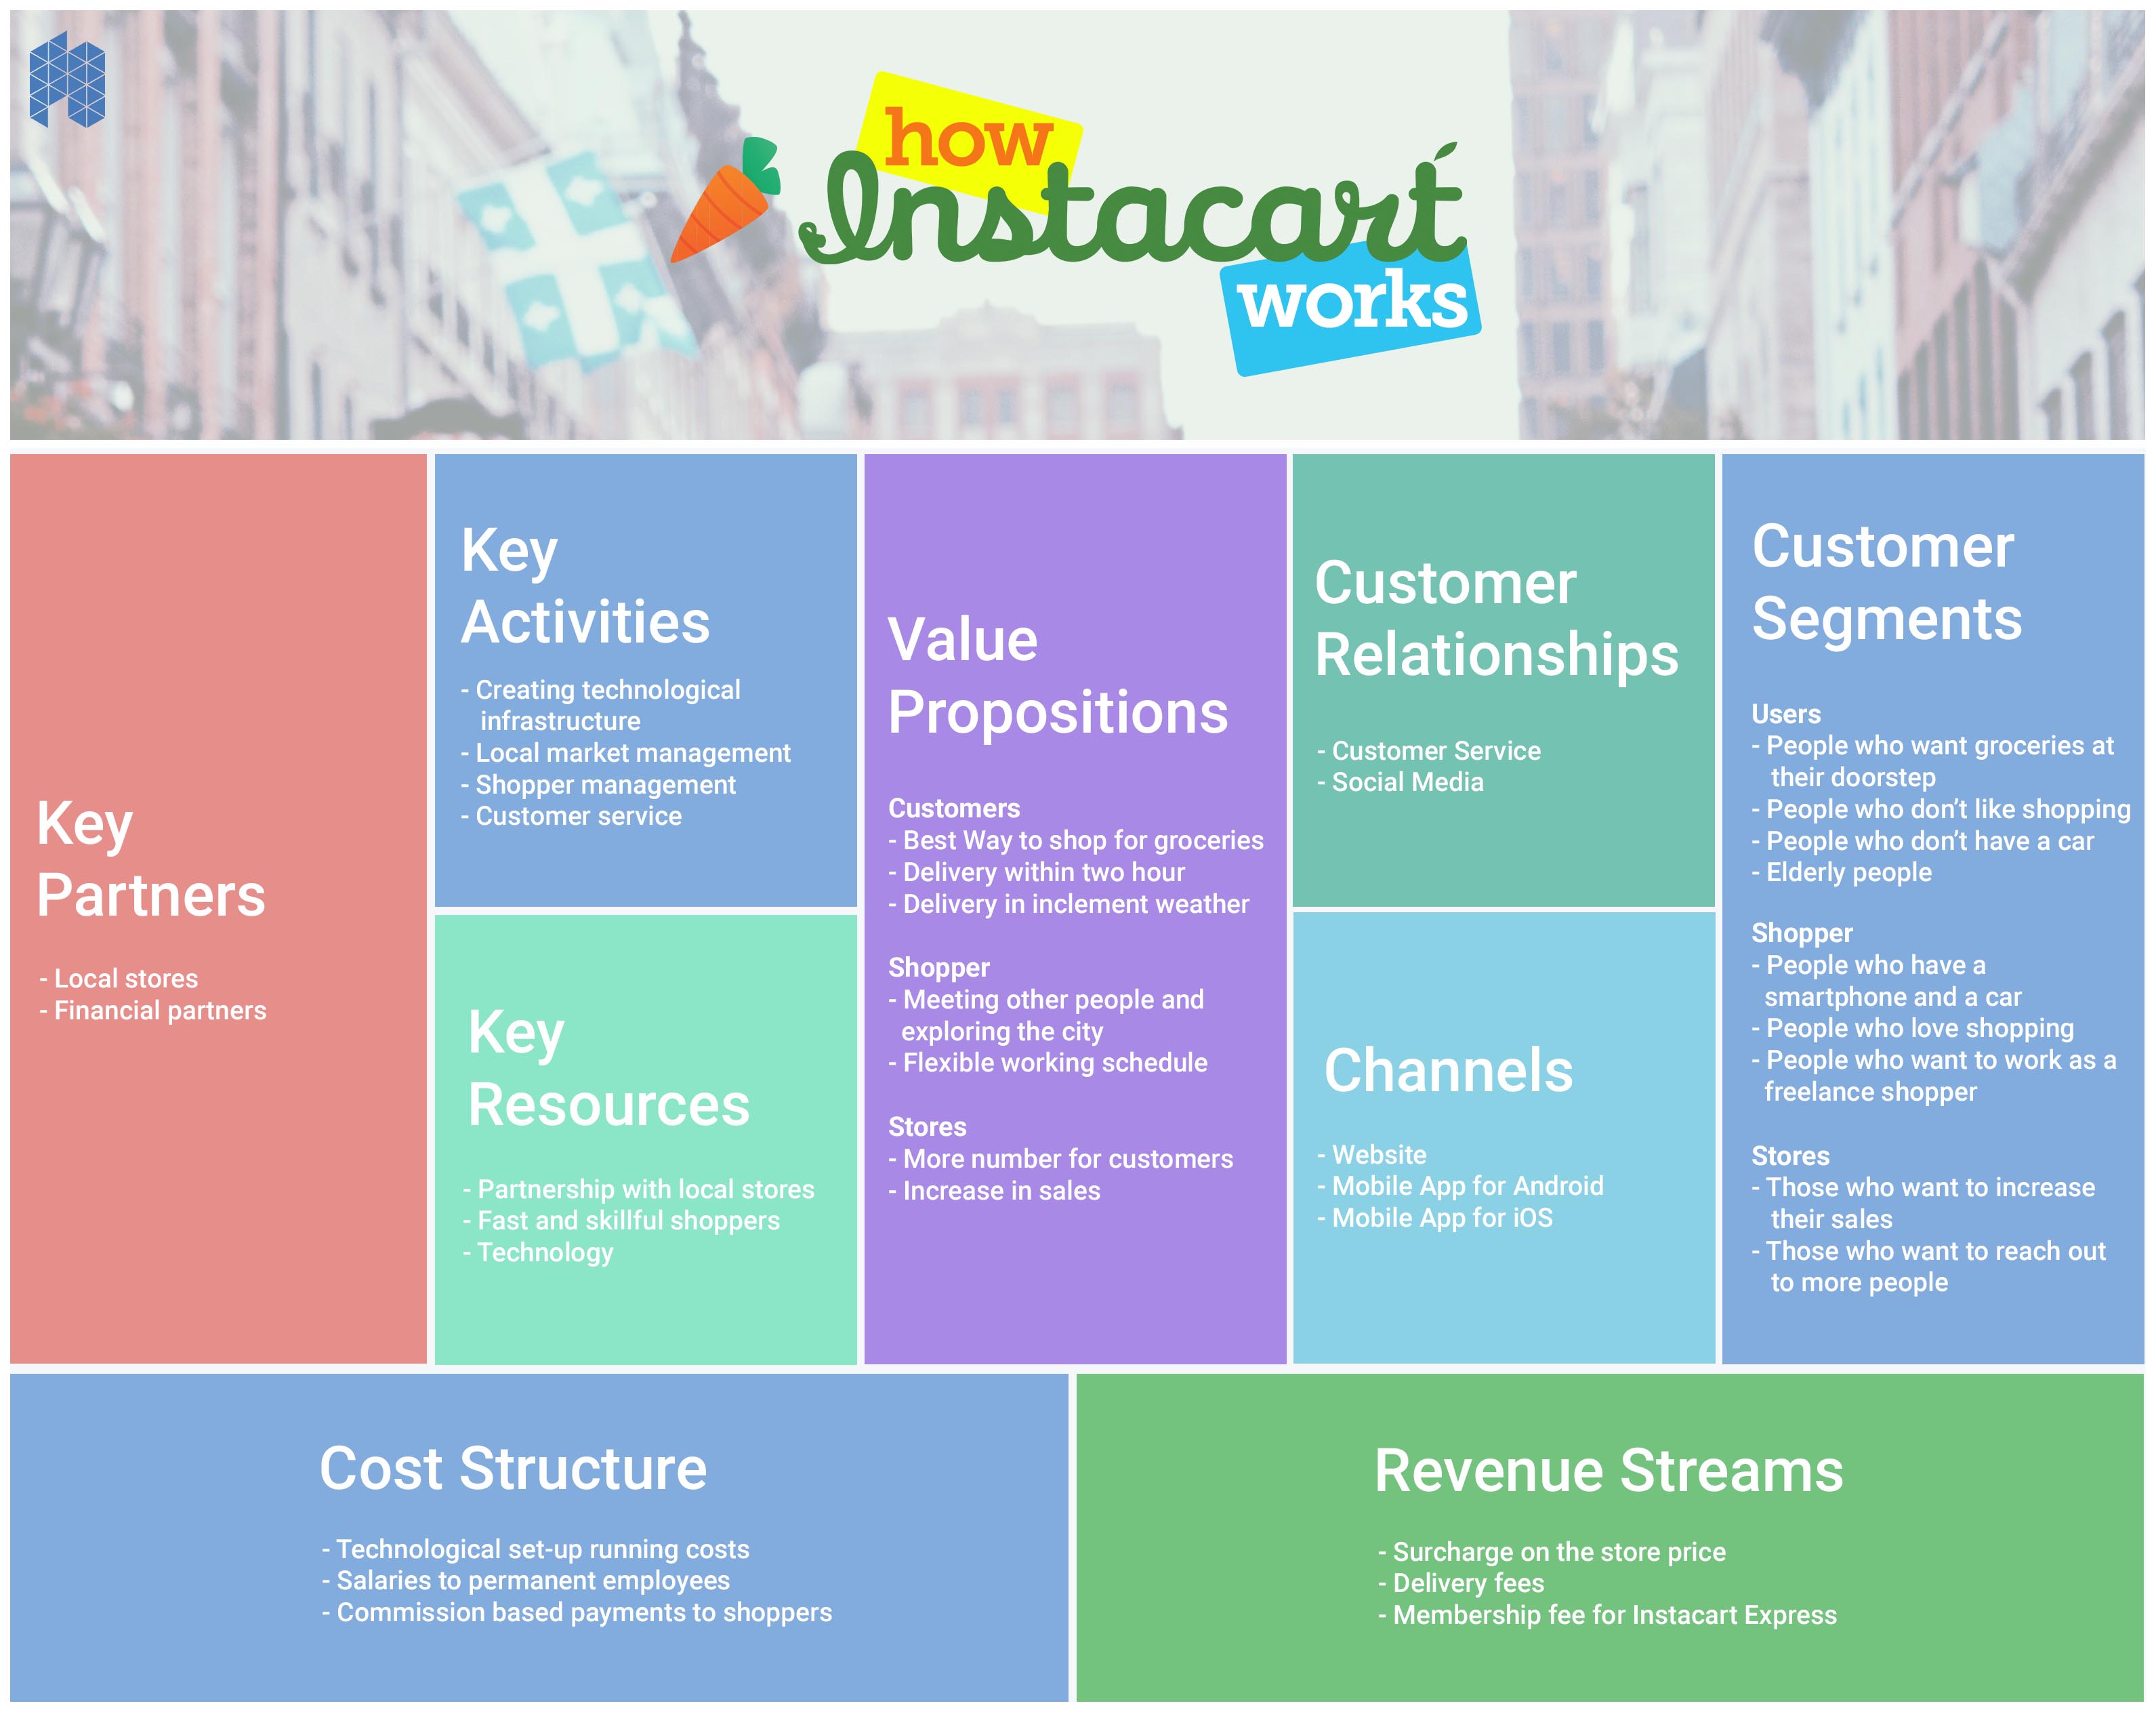 how
Instacart
works
Key
Partners
- Local stores
- Financial partners
Key
Activities
- Creating technological
infrastructure
- Local market management
- Shopper management
- Customer service
Key
Resources
- Partnership with local stores
- Fast and skillful shoppers
- Technology
Value
Propositions
Customers
- Best Way to shop for groceries
- Delivery within two hour
- Delivery in inclement weather
Shopper
- Meeting other people and
exploring the city
- Flexible working schedule
Stores
- More number for customers
- Increase in sales
Customer
Relationships
- Customer Service
- Social Media
Channels
- Website
- Mobile App for Android
- Mobile App for iOS
Customer
Segments
Users
- People who want groceries at
their doorstep
- People who don’t like shopping
- People who don’t have a car
- Elderly people
Shopper
- People who have a
smartphone and a car
- People who love shopping
- People who want to work as a
freelance shopper
Stores
- Those who want to increase
their sales
- Those who want to reach out
to more people
Cost Structure
- Technological set-up running costs
- Salaries to permanent employees
- Commission based payments to shoppers
Revenue Streams
- Surcharge on the store price
- Delivery fees
- Membership fee for Instacart Express